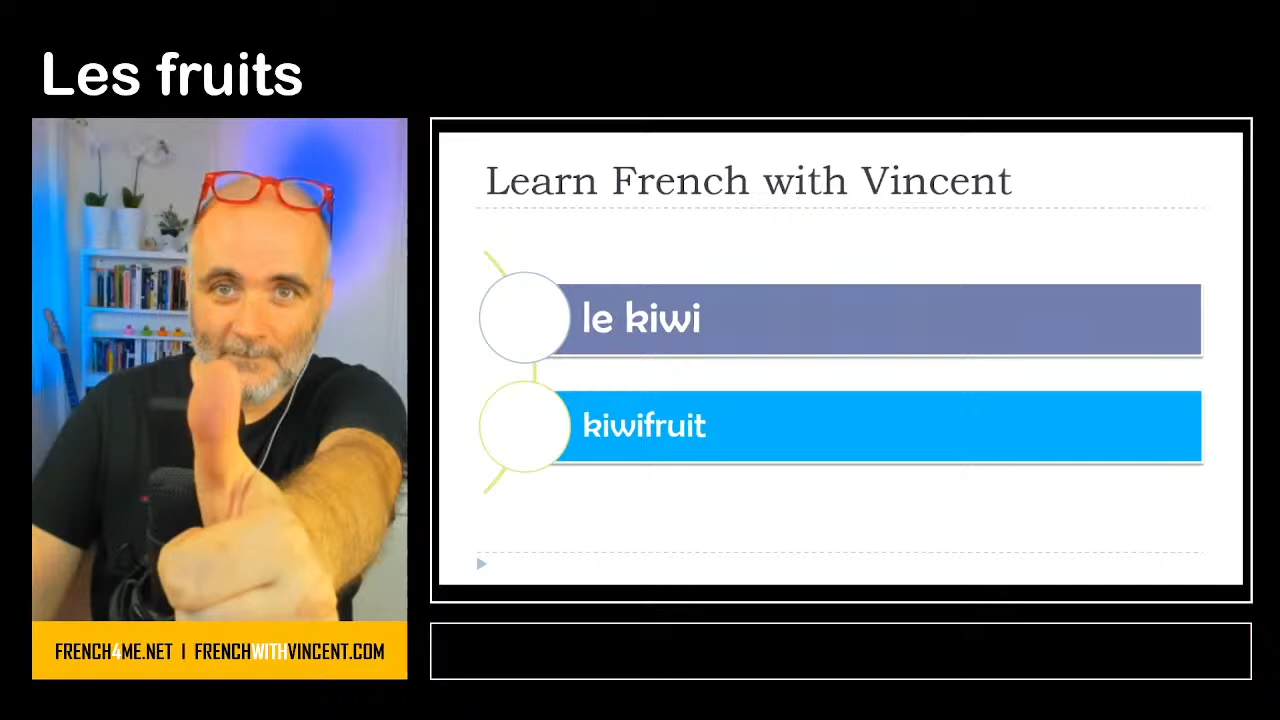 Les fruits
Learn French with Vincent
le kiwi
kiwifruit
FRENCH4ME.NET | FRENCHWITHVINCENT.COM